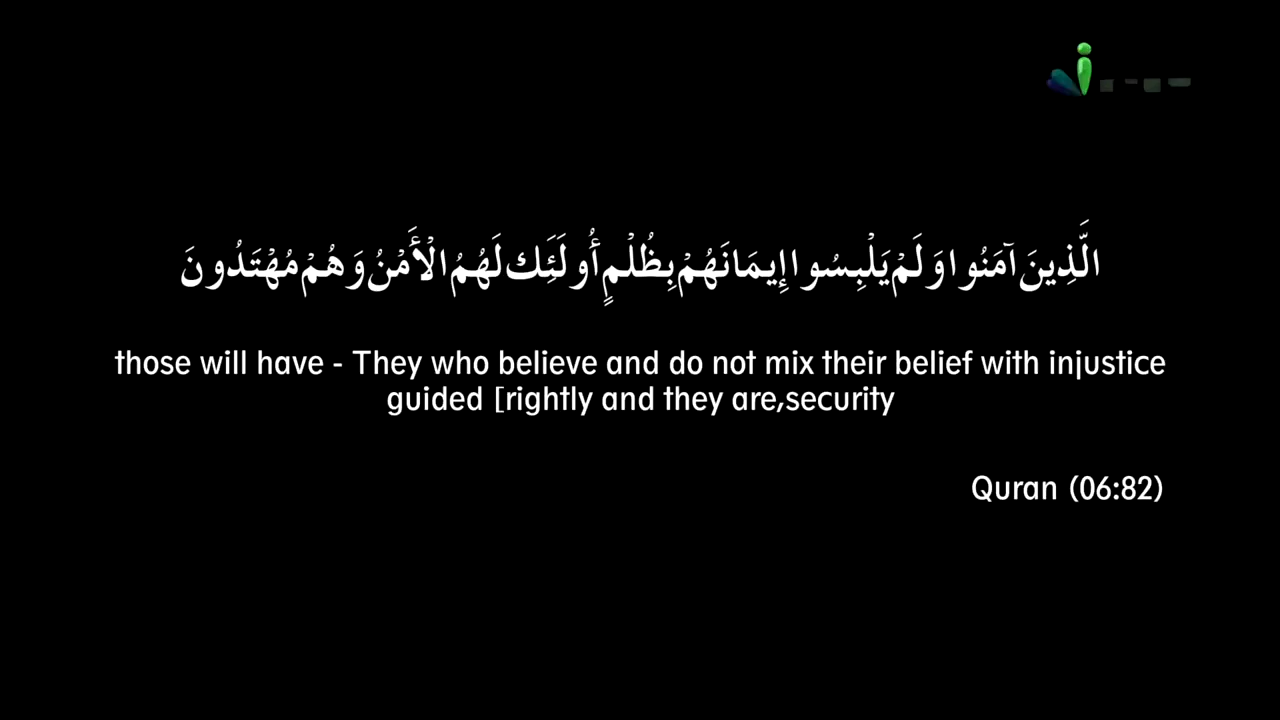 الَّذِينَ آمَنُوا وَلَمْ يَلْبِسُوا إِيمَانَهُمْ بِظُلْمٍ أُولَئِكَ لَهُمُ الْأَمْنُ وَهُمْ مُهْتَدُونَ
those will have - They who believe and do not mix their belief with injustice
guided [rightly and they are,security
Quran (06:82)